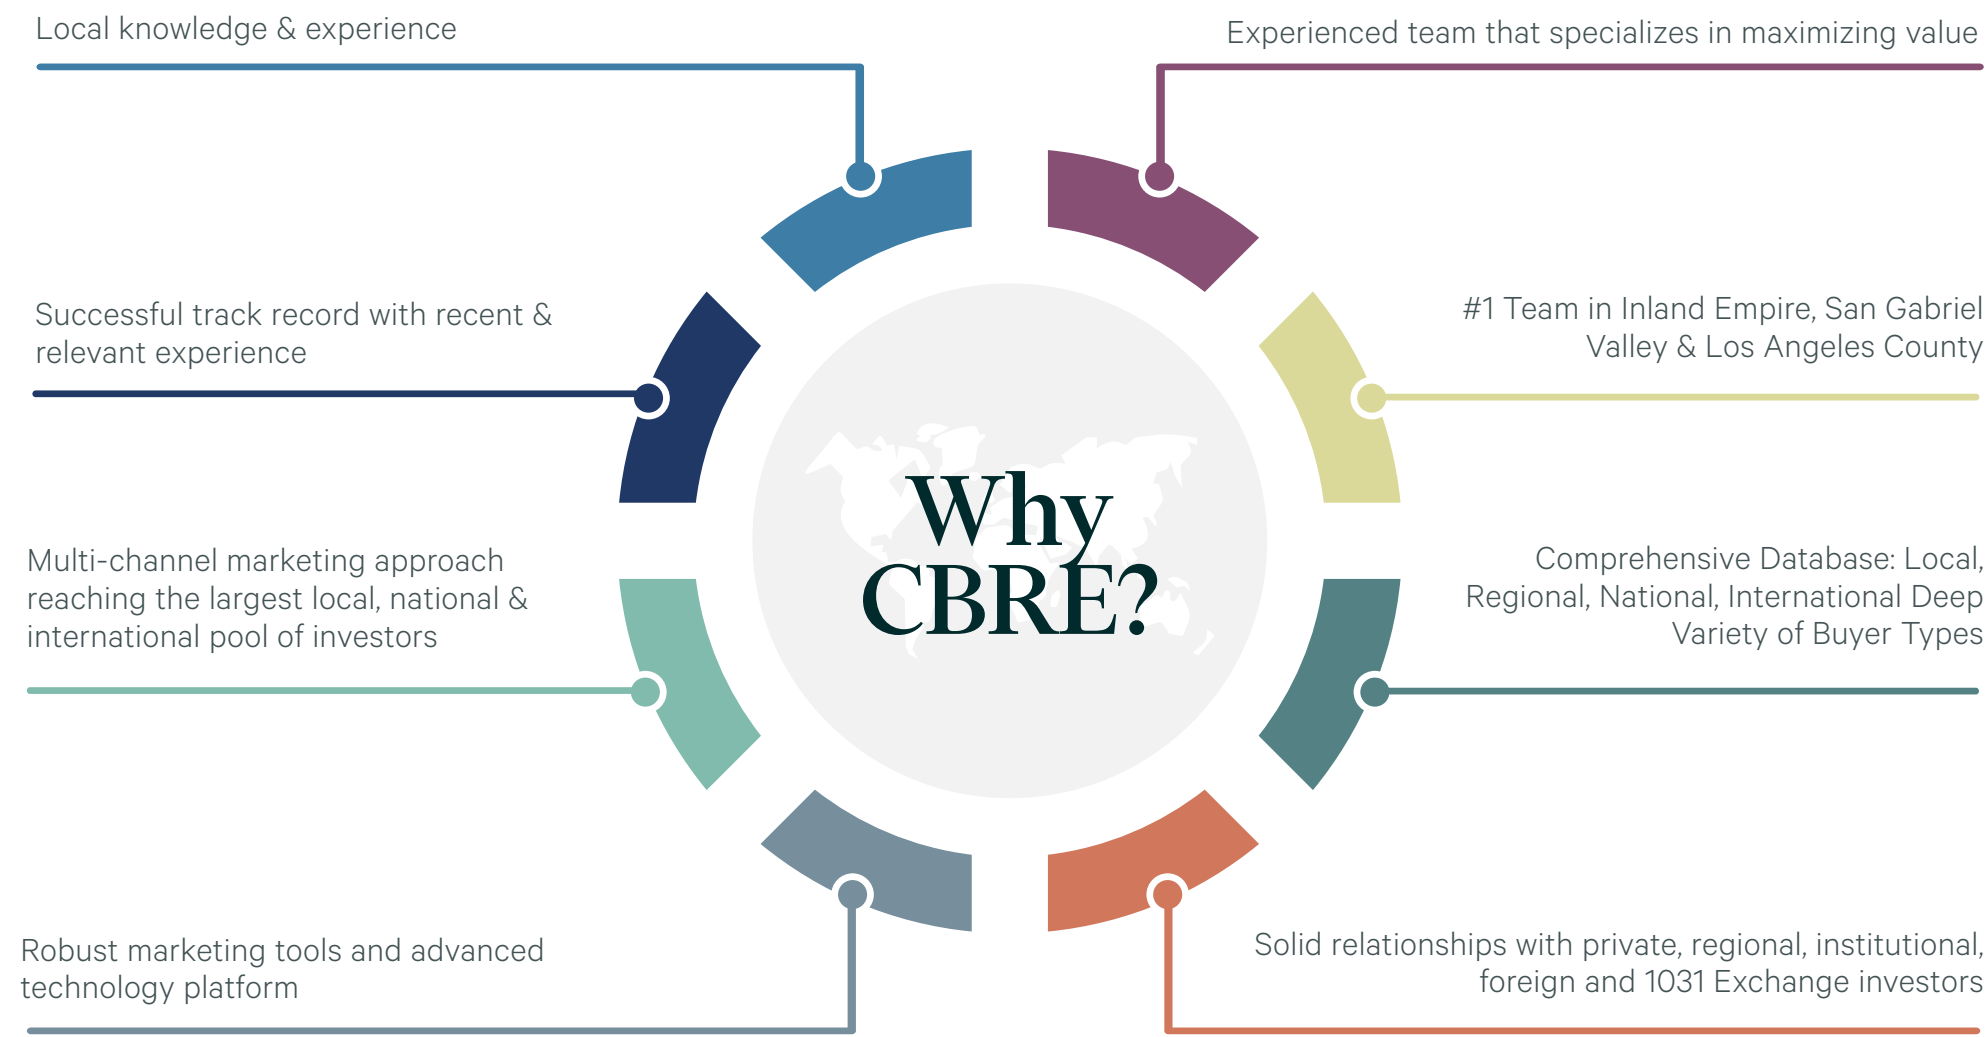 Local knowledge & experience
Experienced team that specializes in maximizing value
Successful track record with recent &
relevant experience
#1 Team in Inland Empire, San Gabriel
Valley & Los Angeles County
Why
CBRE?
Multi-channel marketing approach
reaching the largest local, national &
international pool of investors
Comprehensive Database: Local,
Regional, National, International Deep
Variety of Buyer Types
Robust marketing tools and advanced
technology platform
Solid relationships with private, regional, institutional,
foreign and 1031 Exchange investors